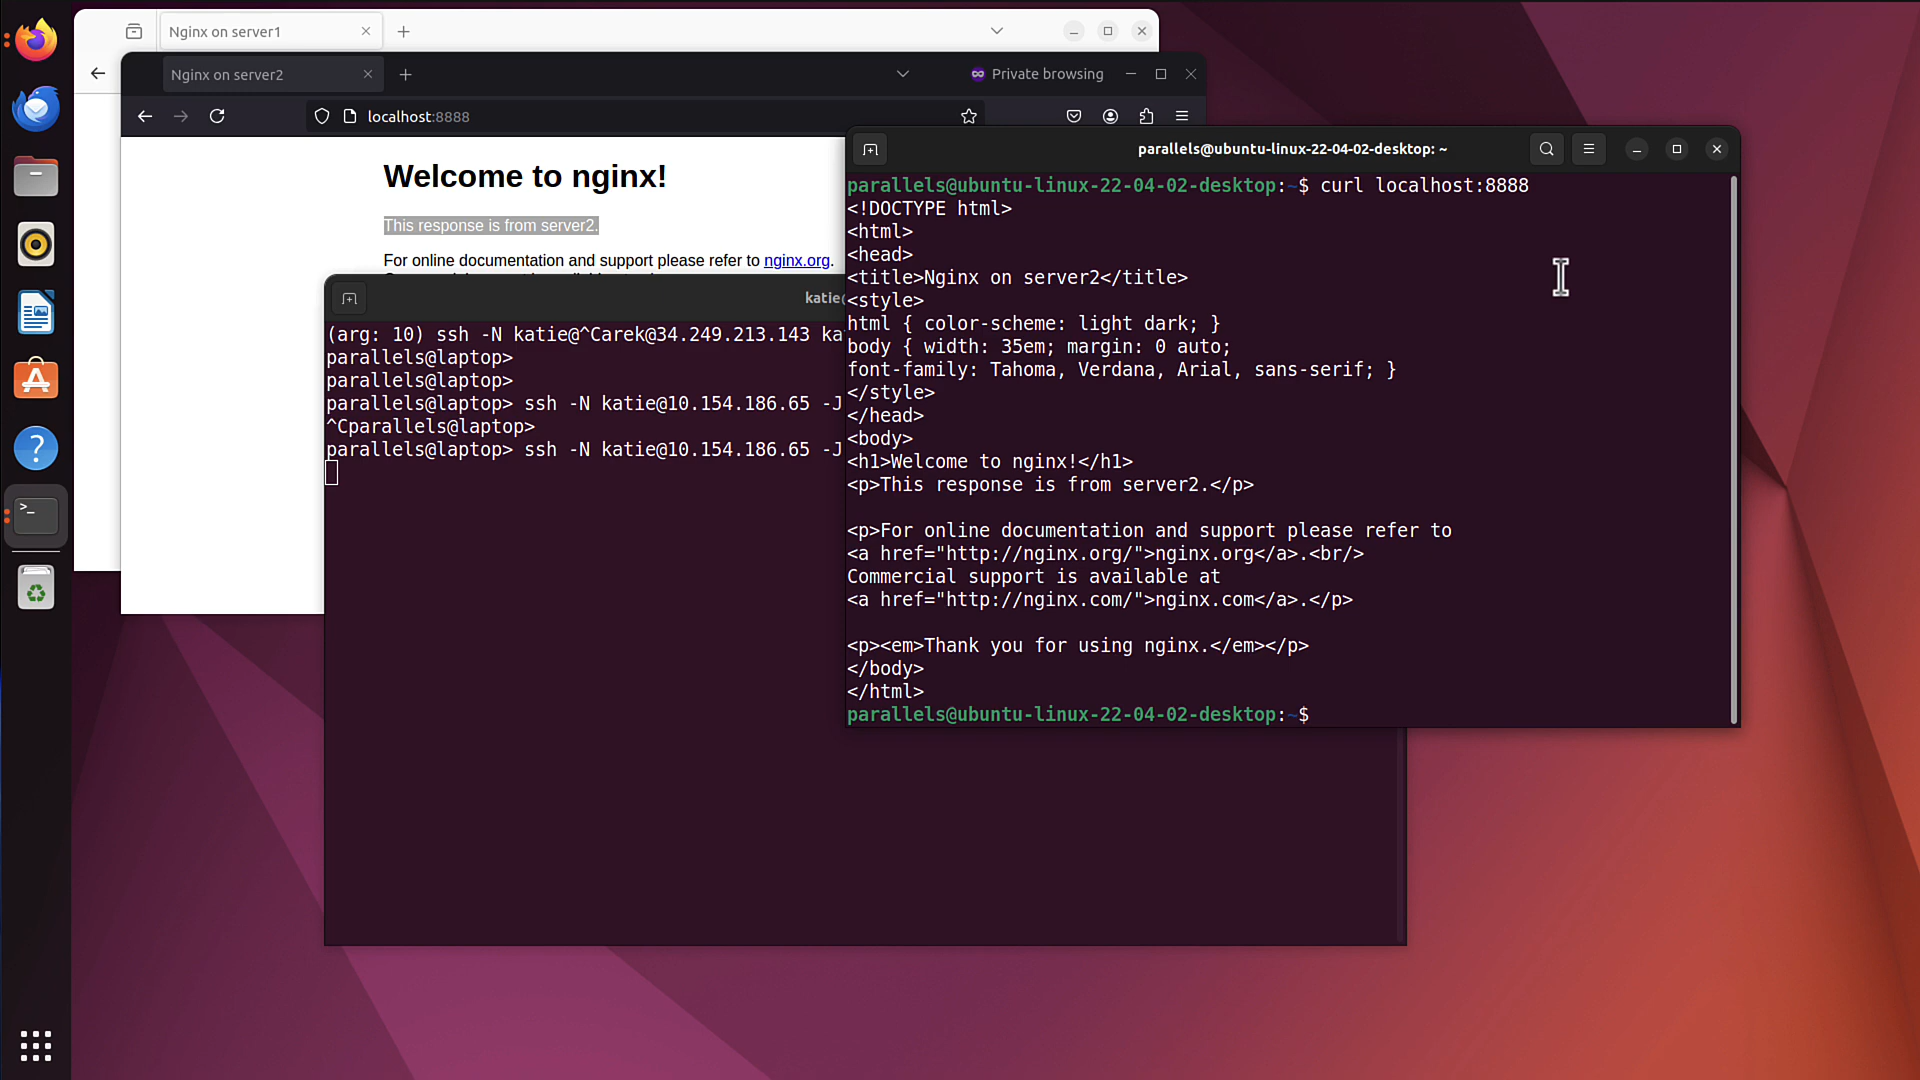 Nginx on server1
Nginx on server2
Private browsing
localhost:8888
Welcome to nginx!
This response is from server2.
For online documentation and support please refer to nginx.org.
katie@
(arg: 10) ssh -N katie@^Carek@34.249.213.143 ka
parallels@laptop>
parallels@laptop>
parallels@laptop> ssh -N katie@10.154.186.65 -J
^Cparallels@laptop>
parallels@laptop> ssh -N katie@10.154.186.65 -J
parallels@ubuntu-linux-22-04-02-desktop: ~
parallels@ubuntu-linux-22-04-02-desktop:~$ curl localhost:8888
<!DOCTYPE html>
<html>
<head>
<title>Nginx on server2</title>
<style>
html { color-scheme: light dark; }
body { width: 35em; margin: 0 auto;
font-family: Tahoma, Verdana, Arial, sans-serif; }
</style>
</head>
<body>
<h1>Welcome to nginx!</h1>
<p>This response is from server2.</p>

<p>For online documentation and support please refer to
<a href="http://nginx.org/">nginx.org</a>.<br/>
Commercial support is available at
<a href="http://nginx.com/">nginx.com</a>.</p>

<p><em>Thank you for using nginx.</em></p>
</body>
</html>
parallels@ubuntu-linux-22-04-02-desktop:~$